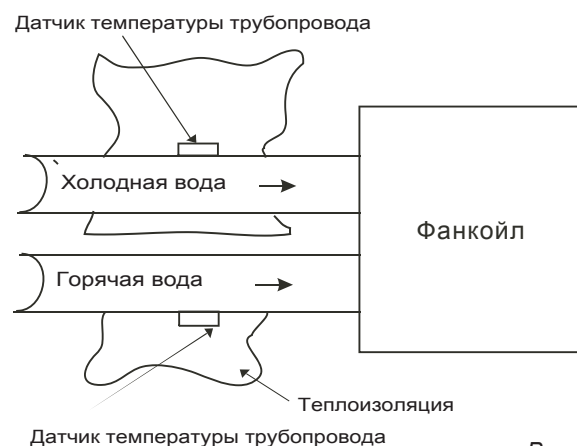 Датчик температуры трубопровода
Холодная вода
Фанкойл
Горячая вода
Теплоизоляция
Датчик температуры трубопровода